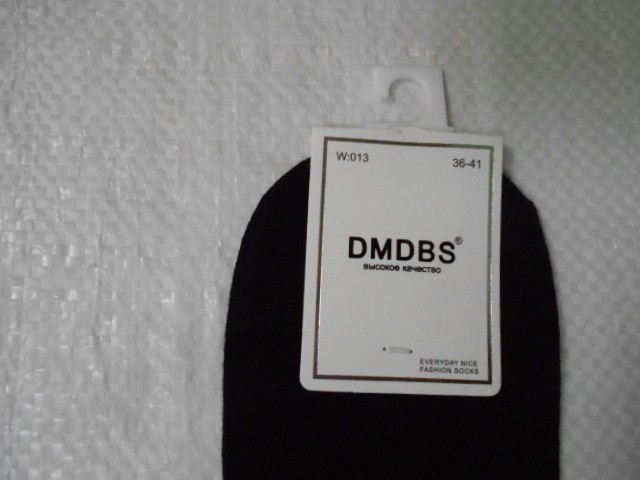 W:013 36-41
DMDBS®
высокое качество
EVERYDAY NICE
FASHION SOCKS